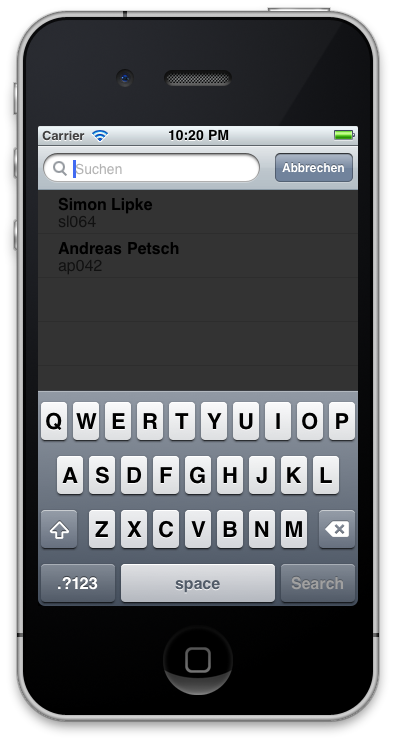 Carrier 10:20 PM
Suchen Abbrechen
Simon Lipke
sl064
Andreas Petsch
ap042
Q W E R T Y U I O P
A S D F G H J K L
Z X C V B N M
.?123 space Search